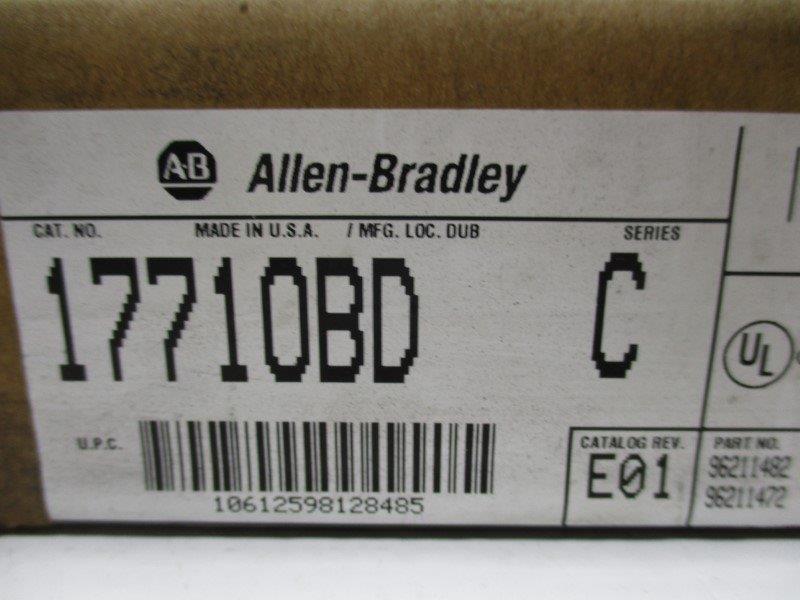 A-B Allen-Bradley
CAT. NO. MADE IN U.S.A. / MFG. LOC. DUB SERIES
1771OBD C
UL
U.P.C.
10612598128485
CATALOG REV.
E01
PART NO.
96211482
96211472